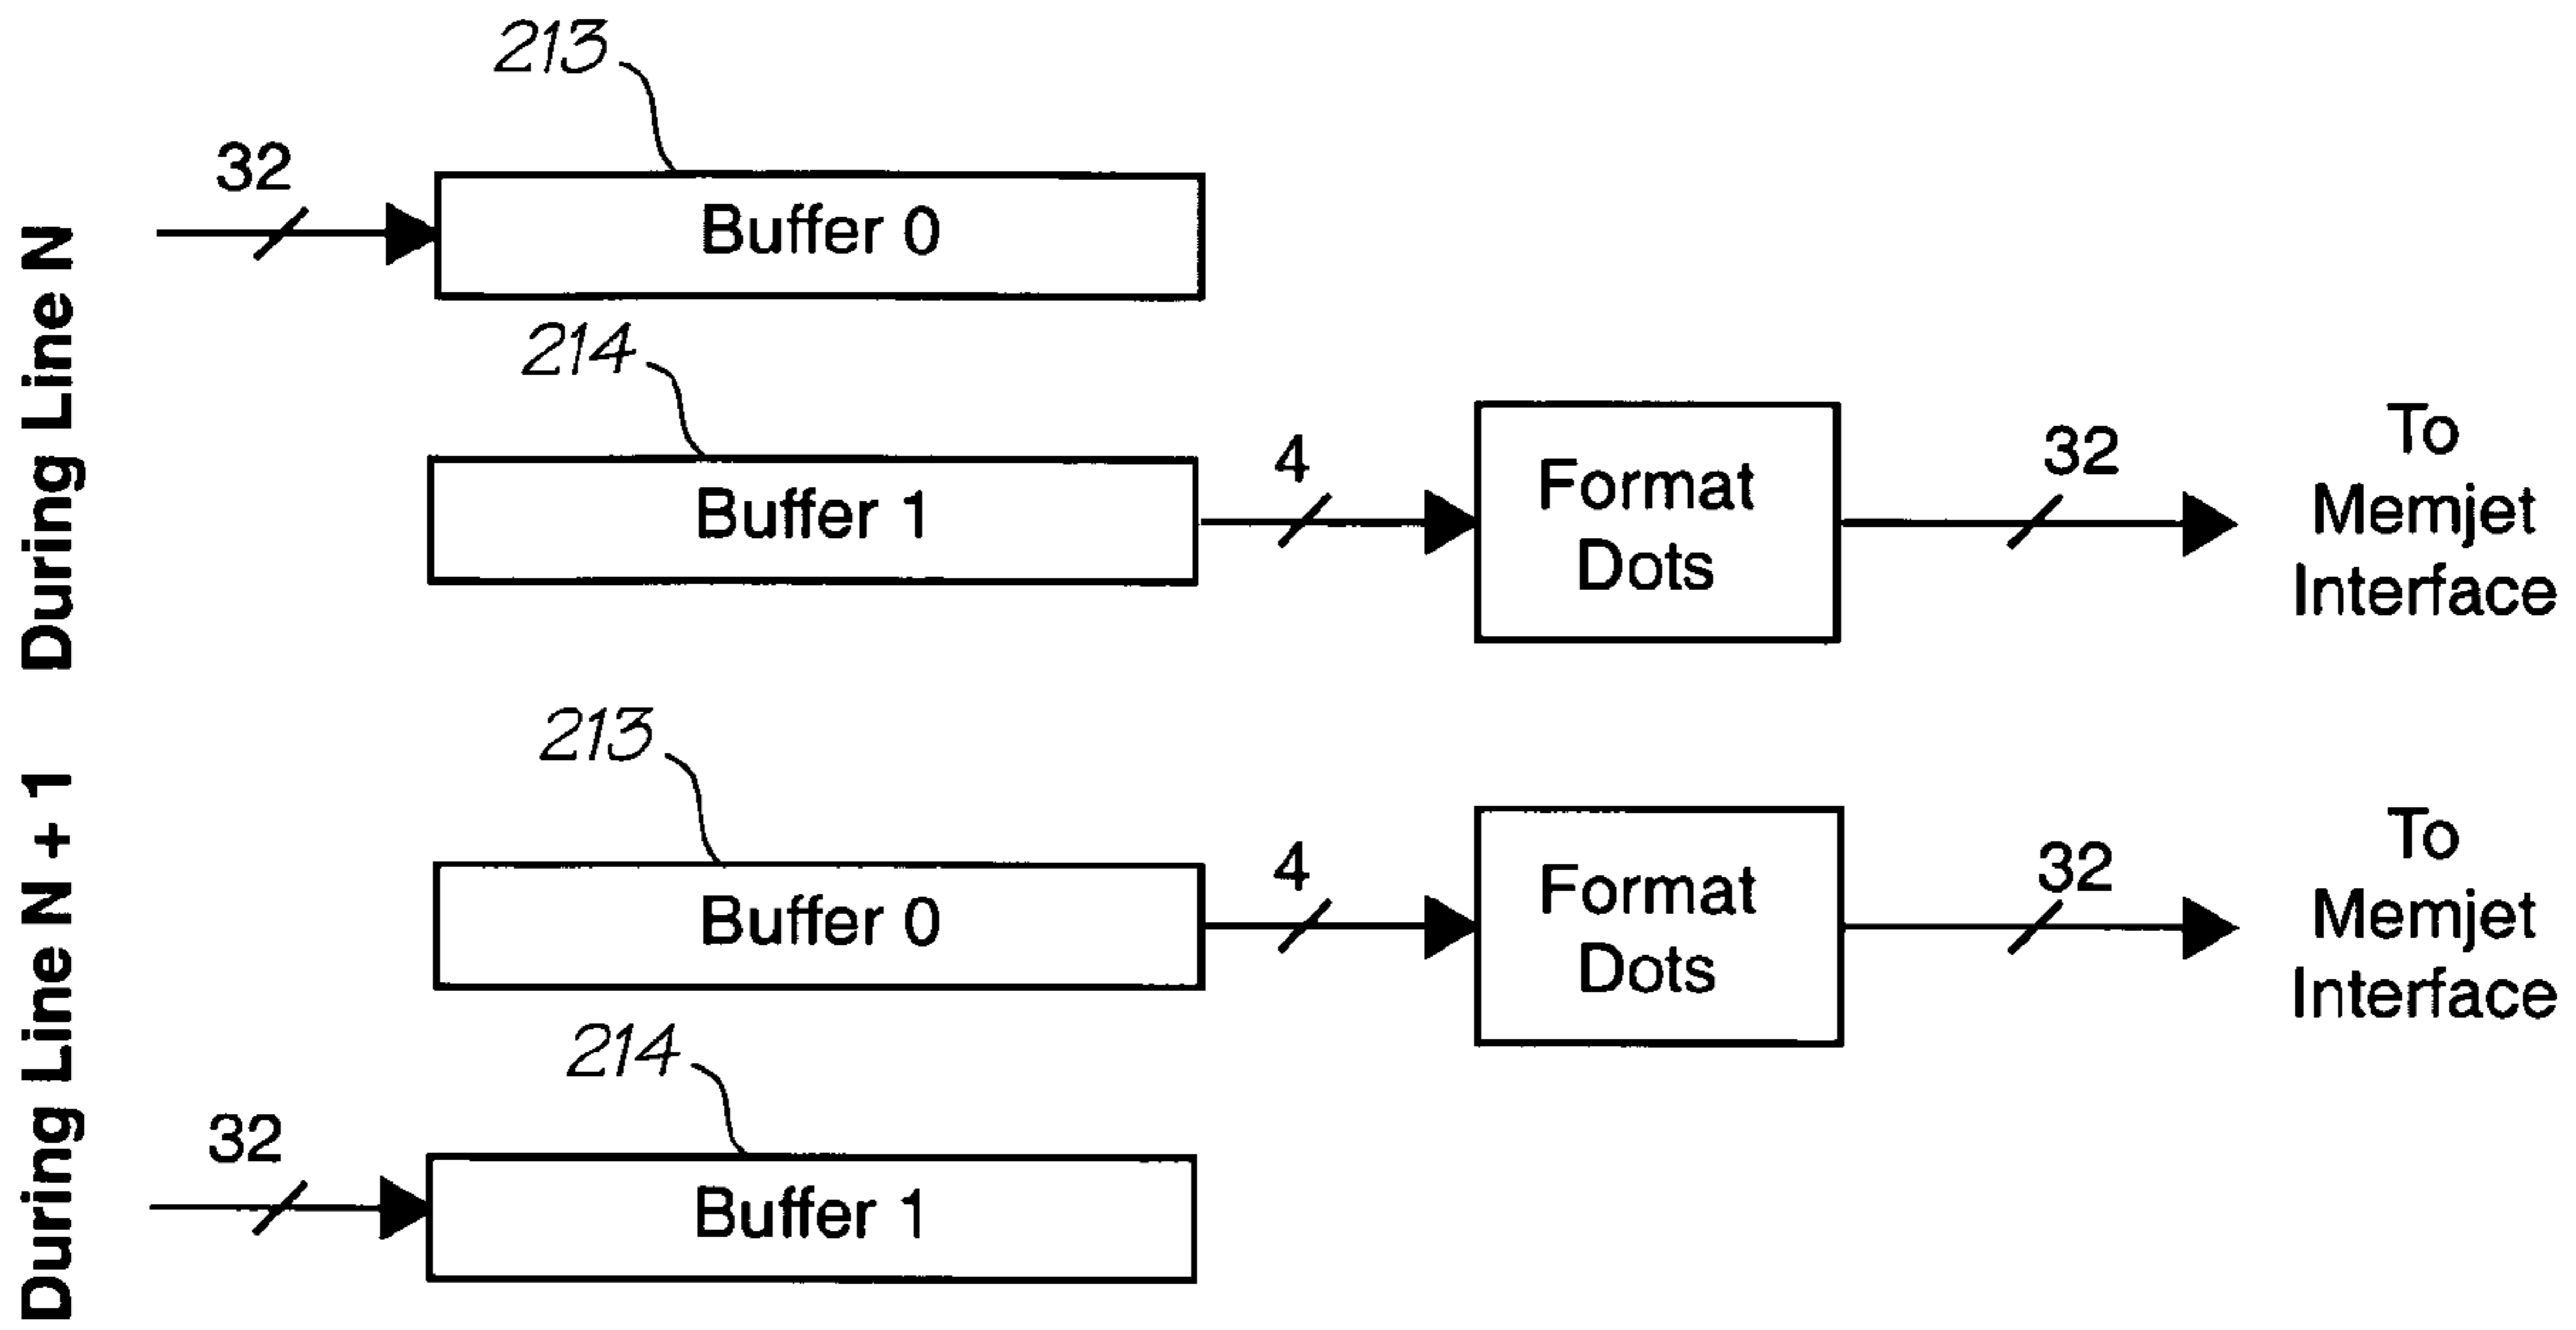 During Line N
213
32
Buffer 0
214
Buffer 1
4
Format
Dots
32
To
Memjet
Interface
During Line N + 1
213
Buffer 0
4
Format
Dots
32
To
Memjet
Interface
214
32
Buffer 1